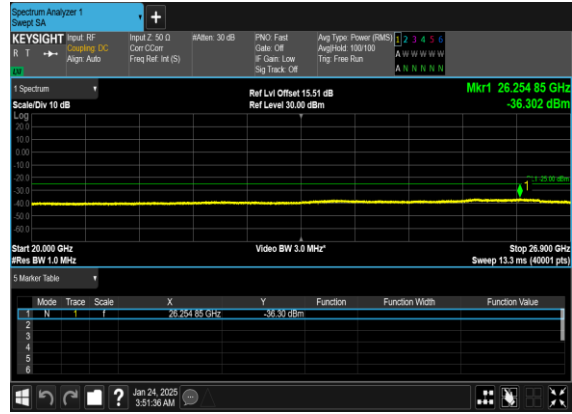 Spectrum Analyzer 1
Swept SA
+
KEYSIGHT Input: RF Input Z: 50 Ω #Atten: 30 dB PNO: Fast Avg Type: Power (RMS) 1 2 3 4 5 6
R T Coupling: DC Corr CCorr Gate: Off Avg|Hold: 100/100 A W W W W W
Align: Auto Freq Ref: Int (S) IF Gain: Low Trig: Free Run
Sig Track: Off A N N N N N
1 Spectrum Ref Lvl Offset 15.51 dB Mkr1 26.254 85 GHz
Scale/Div 10 dB Ref Level 30.00 dBm -36.302 dBm
Log
20.0
10.0
0.00
-10.0
-20.0
-30.0
-40.0
-50.0
-60.0
1 -25.00 dBm
1
Start 20.000 GHz Video BW 3.0 MHz* Stop 26.900 GHz
#Res BW 1.0 MHz Sweep 13.3 ms (40001 pts)
5 Marker Table
Mode Trace Scale X Y Function Function Width Function Value
1 N 1 f 26.254 85 GHz -36.30 dBm
2
3
4
5
6
? Jan 24, 2025
3:51:36 AM